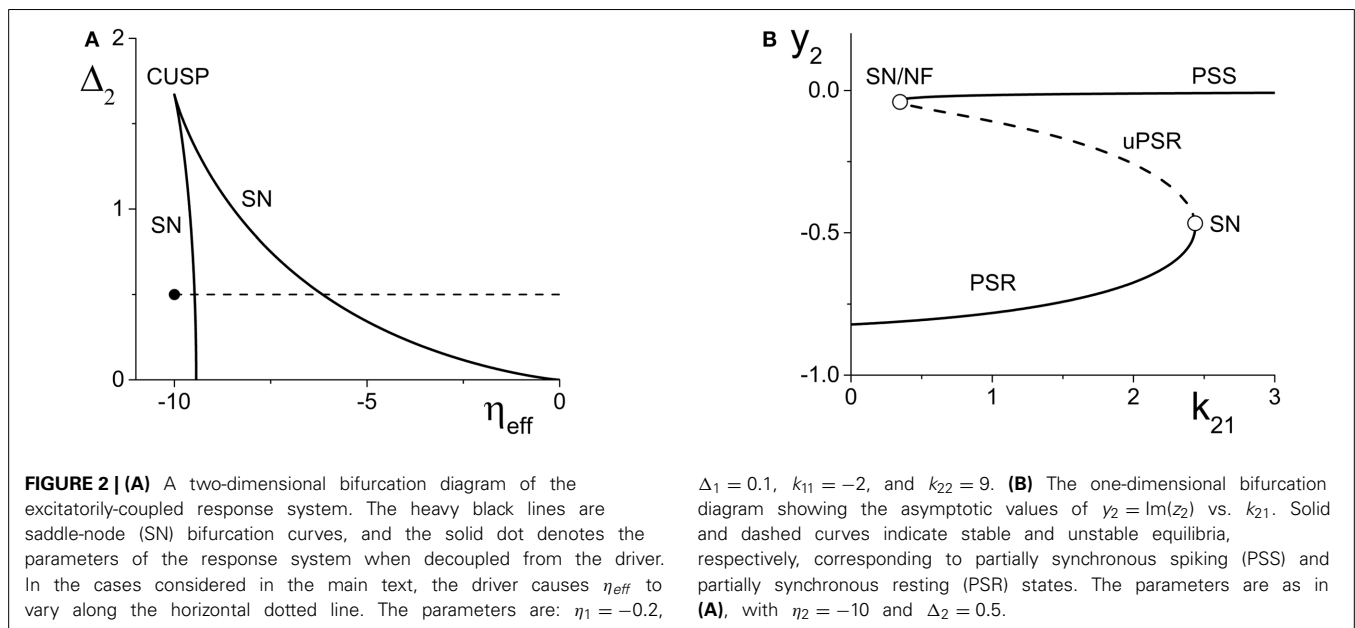 A
2
Δ2
CUSP
SN
SN
1
0
-10
-5
0
ηeff
B
y2
SN/NF
PSS
0.0
uPSR
-0.5
SN
PSR
-1.0
0
1
2
3
k21
FIGURE 2 | (A) A two-dimensional bifurcation diagram of the
excitatorily-coupled response system. The heavy black lines are
saddle-node (SN) bifurcation curves, and the solid dot denotes the
parameters of the response system when decoupled from the driver.
In the cases considered in the main text, the driver causes ηeff to
vary along the horizontal dotted line. The parameters are: η1 = −0.2,
Δ1 = 0.1, k11 = −2, and k22 = 9. (B) The one-dimensional bifurcation
diagram showing the asymptotic values of y2 = Im(z2) vs. k21. Solid
and dashed curves indicate stable and unstable equilibria,
respectively, corresponding to partially synchronous spiking (PSS) and
partially synchronous resting (PSR) states. The parameters are as in
(A), with η2 = −10 and Δ2 = 0.5.